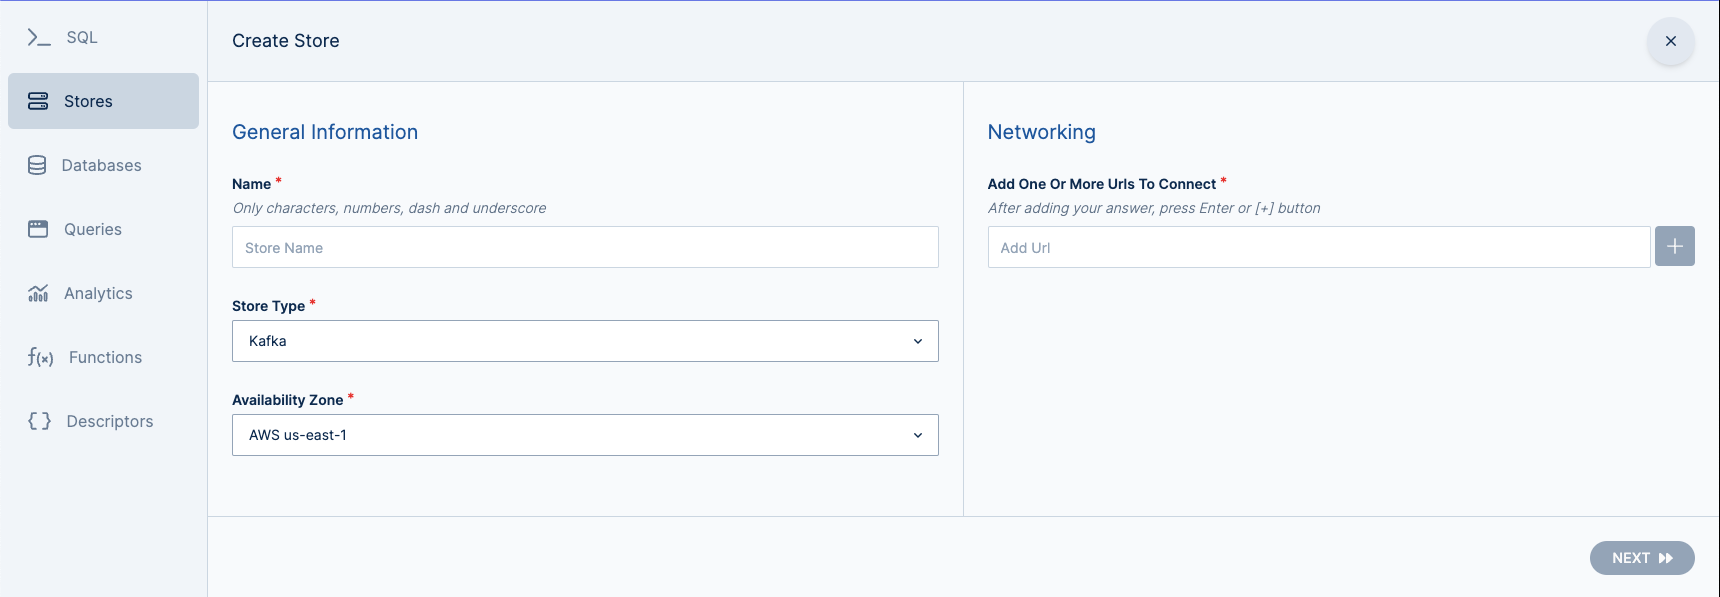 SQL
Stores
Databases
Queries
Analytics
f(x) Functions
{ } Descriptors
Create Store
General Information
Name *
Only characters, numbers, dash and underscore
Store Name
Store Type *
Kafka
Availability Zone *
AWS us-east-1
Networking
Add One Or More Urls To Connect *
After adding your answer, press Enter or [+] button
Add Url
NEXT